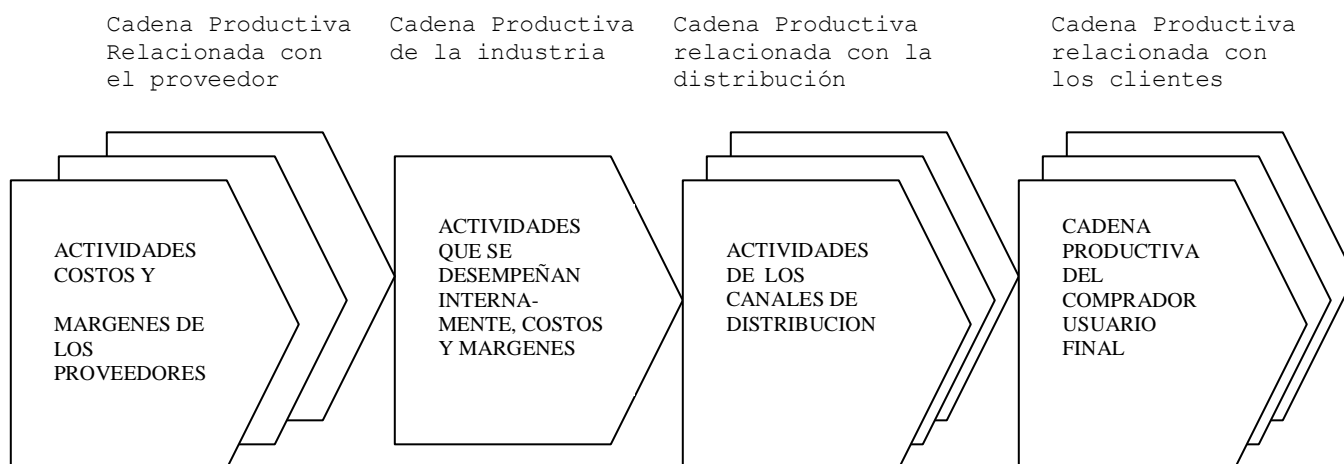 Cadena Productiva
Relacionada con
el proveedor
Cadena Productiva
de la industria
Cadena Productiva
relacionada con la
distribución
Cadena Productiva
relacionada con
los clientes
ACTIVIDADES
COSTOS Y
MARGENES DE
LOS
PROVEEDORES
ACTIVIDADES
QUE SE
DESEMPEÑAN
INTERNA-
MENTE, COSTOS
Y MARGENES
ACTIVIDADES
DE LOS
CANALES DE
DISTRIBUCION
CADENA
PRODUCTIVA
DEL
COMPRADOR
USUARIO
FINAL